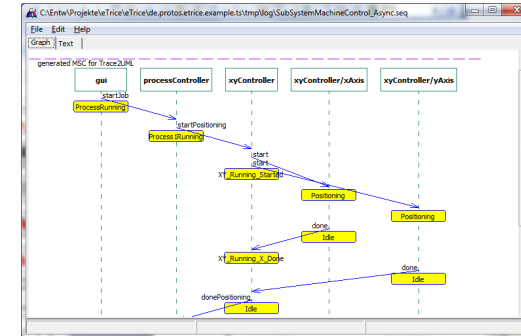 C:\Entw\Projekte\eTrice\eTrice\de.protos.etrice.example.ts\tmp\log\SubSystemMachineControl_Async.seq
File Edit Help
Graph Text
generated MSC for Trace2UML
gui processController xyController xyController/xAxis xyController/yAxis
startJob
ProcessRunning
startPositioning
Process1Running
start
start
XY_Running_Started
Positioning
Positioning
done
Idle
XY_Running_X_Done
done
Idle
donePositioning
Idle